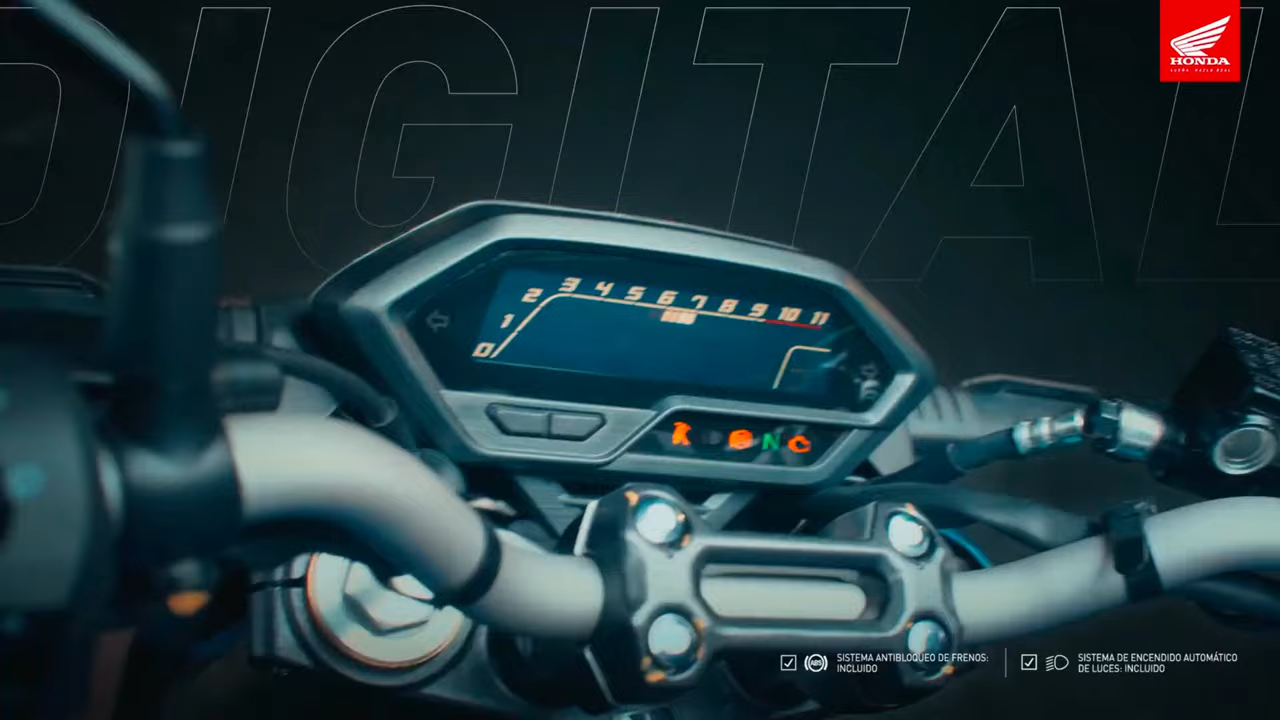 DIGITAL
HONDA
0 1 2 3 4 5 6 7 8 9 10 11
N
ABS
SISTEMA ANTIBLOQUEO DE FRENOS:
INCLUIDO
SISTEMA DE ENCENDIDO AUTOMÁTICO
DE LUCES: INCLUIDO